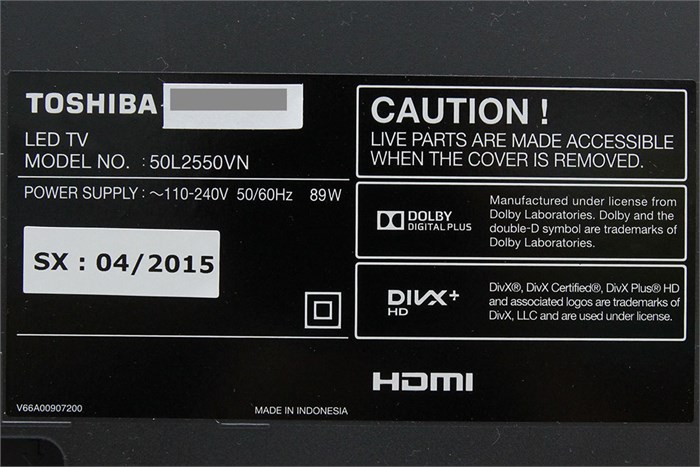 TOSHIBA
LED TV
MODEL NO. : 50L2550VN
POWER SUPPLY : ~110-240V 50/60Hz 89W
SX : 04/2015
V66A00907200
MADE IN INDONESIA
CAUTION !
LIVE PARTS ARE MADE ACCESSIBLE
WHEN THE COVER IS REMOVED.
DOLBY
DIGITAL PLUS
Manufactured under license from
Dolby Laboratories. Dolby and the
double-D symbol are trademarks
of Dolby Laboratories.
DIVX+
HD
DivX®, DivX Certified®, DivX Plus® HD
and associated logos are trademarks of
DivX, LLC and are used under license.
HDMI